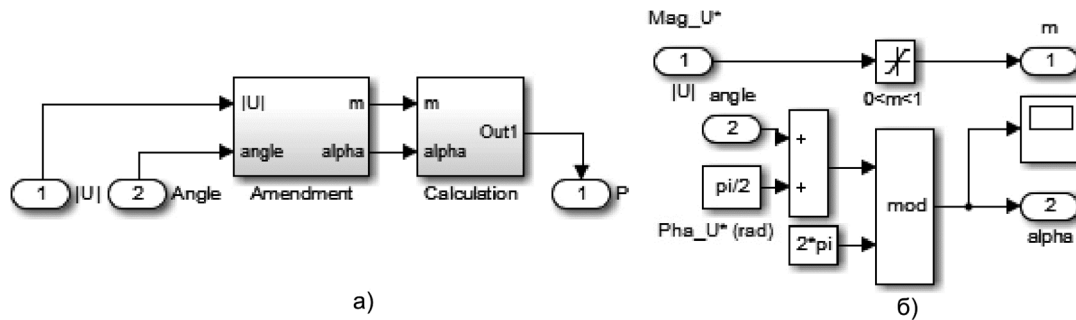 |U|
angle
m
alpha
Amendment
m
alpha
Out1
Calculation
1
|U|
2
Angle
1
P
а)
Mag_U*
1
|U|
0<m<1
m
1
angle
2
+
+
pi/2
Pha_U* (rad)
2*pi
mod
2
alpha
б)